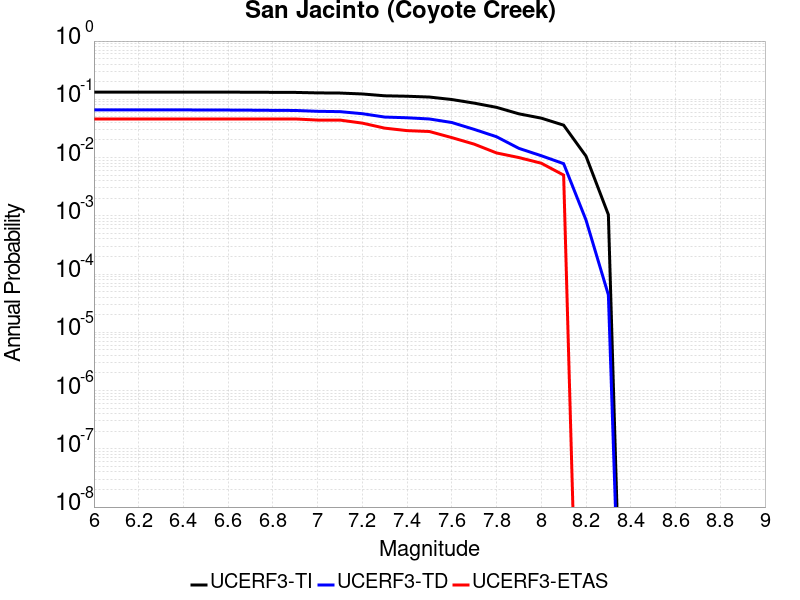 San Jacinto (Coyote Creek)
10 0
10 -1
10 -2
10 -3
10 -4
10 -5
10 -6
10 -7
10 -8
Annual Probability
6 6.2 6.4 6.6 6.8 7 7.2 7.4 7.6 7.8 8 8.2 8.4 8.6 8.8 9
Magnitude
UCERF3-TI UCERF3-TD UCERF3-ETAS